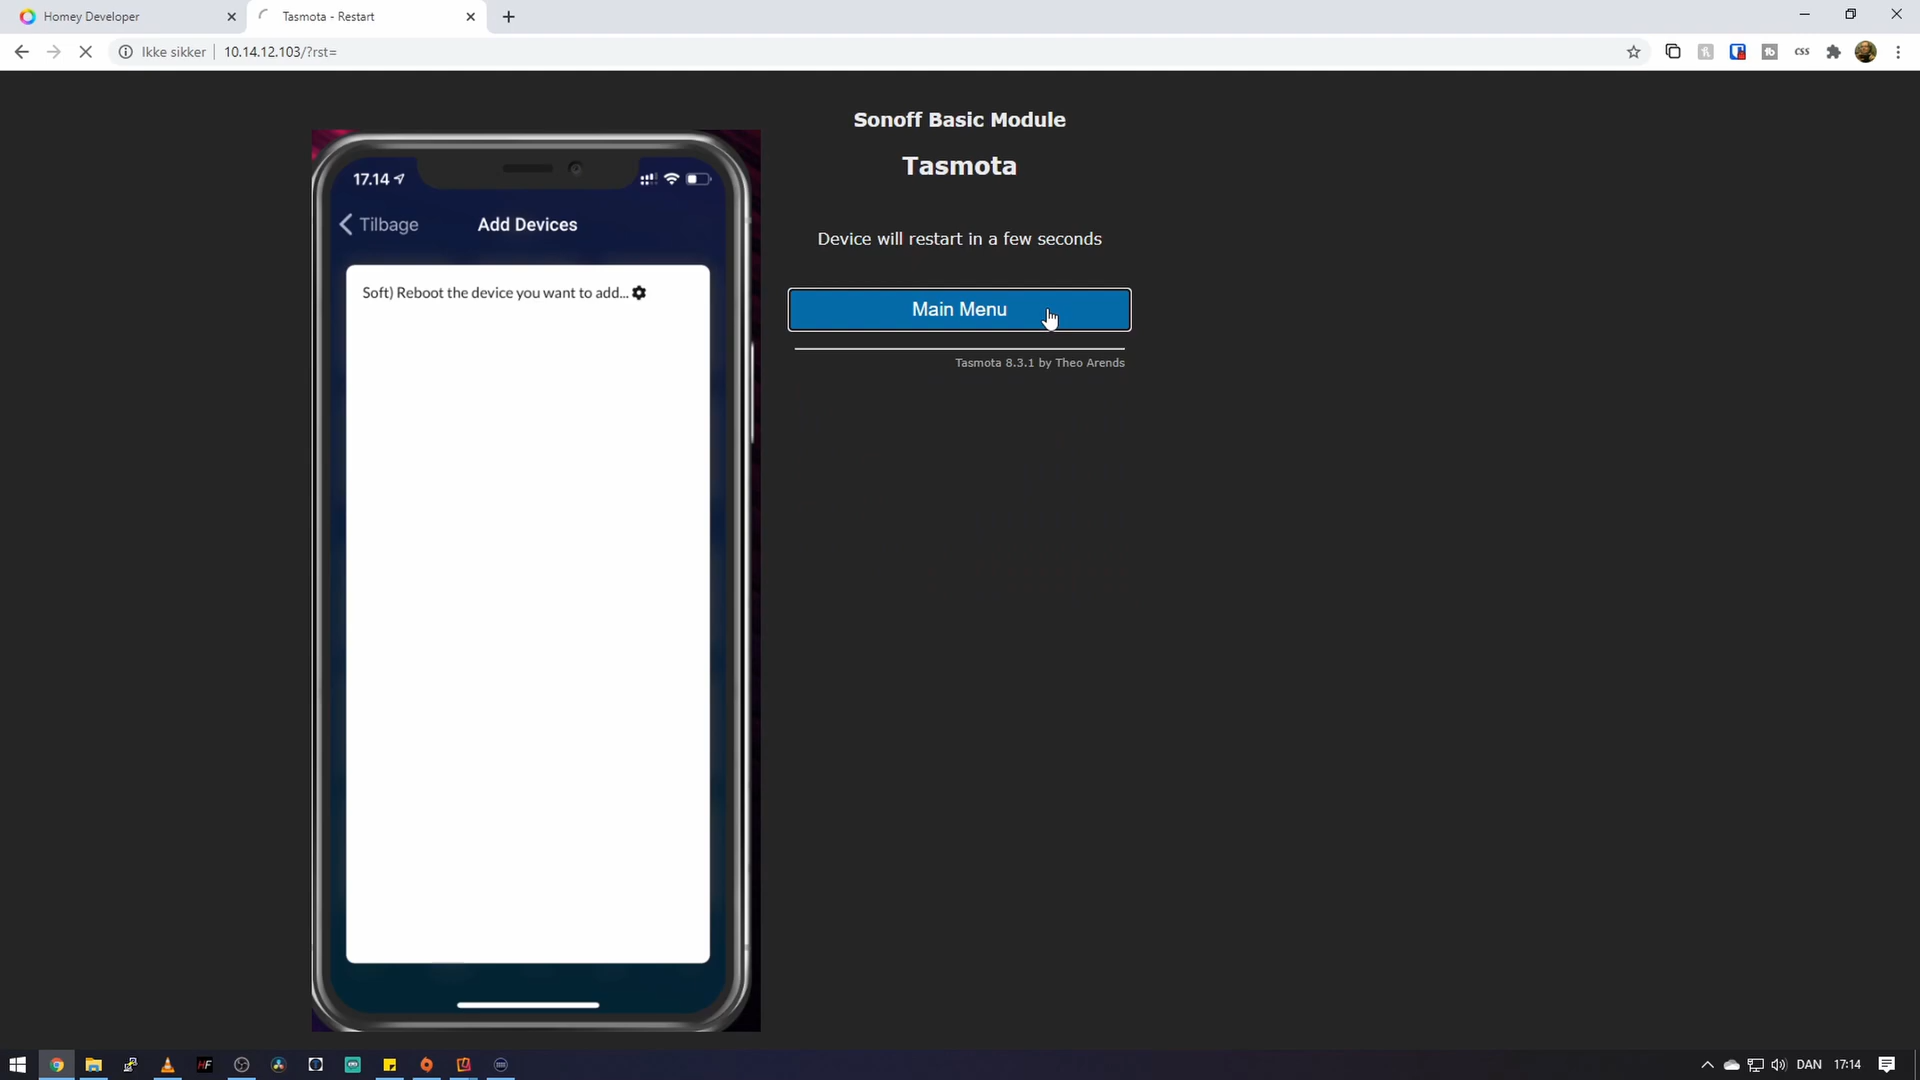 Homey Developer
Tasmota - Restart
Ikke sikker
10.14.12.103/?rst=
css
Sonoff Basic Module
Tasmota
Device will restart in a few seconds
Main Menu
Tasmota 8.3.1 by Theo Arends
17.14
Tilbage
Add Devices
Soft) Reboot the device you want to add...
HF
DAN
17:14